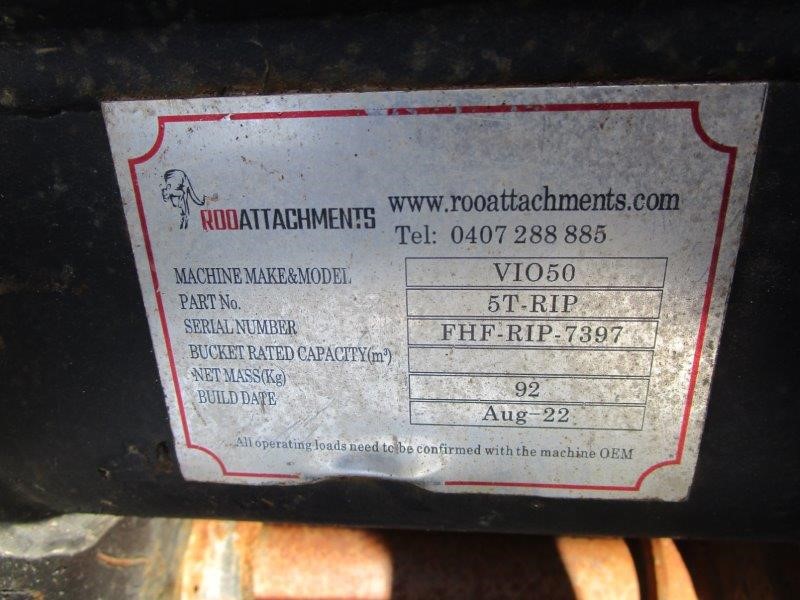 ROOATTACHMENTS www.rooattachments.com
Tel: 0407 288 885
MACHINE MAKE&MODEL VIO50
PART No. 5T-RIP
SERIAL NUMBER FHF-RIP-7397
BUCKET RATED CAPACITY(m³)
NET MASS(Kg) 92
BUILD DATE Aug-22
All operating loads need to be confirmed with the machine OEM